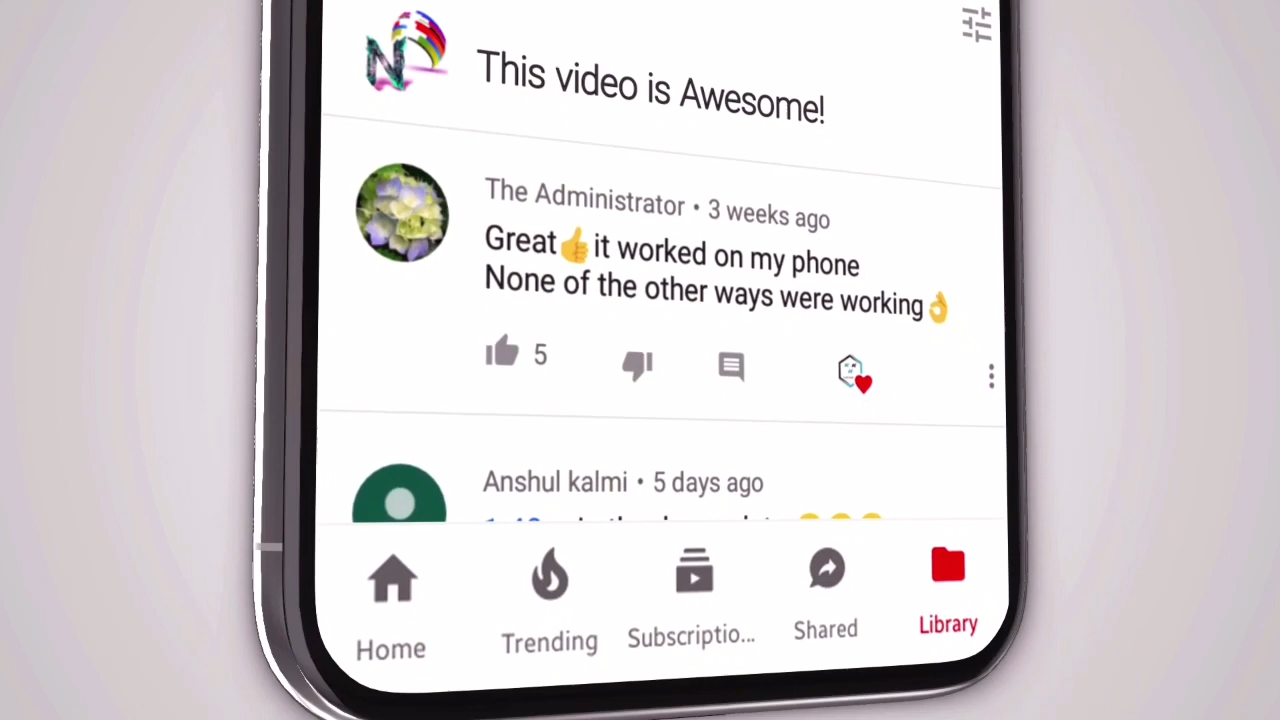 N
This video is Awesome!
The Administrator • 3 weeks ago
Great👍it worked on my phone
None of the other ways were working👌
5
Anshul kalmi • 5 days ago
Home
Trending
Subscriptio...
Shared
Library